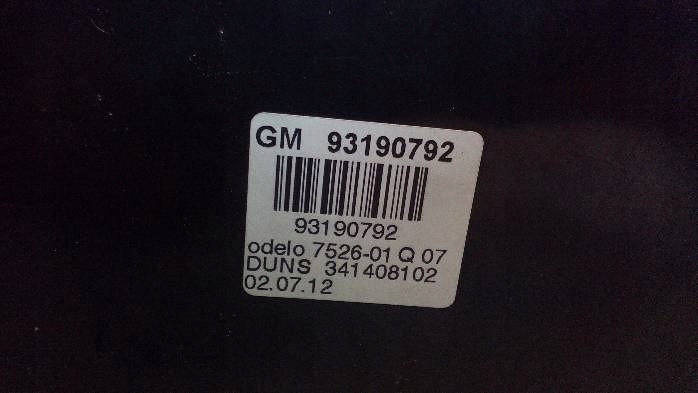 GM 93190792
93190792
odelo 7526-01 Q 07
DUNS 341408102
02.07.12